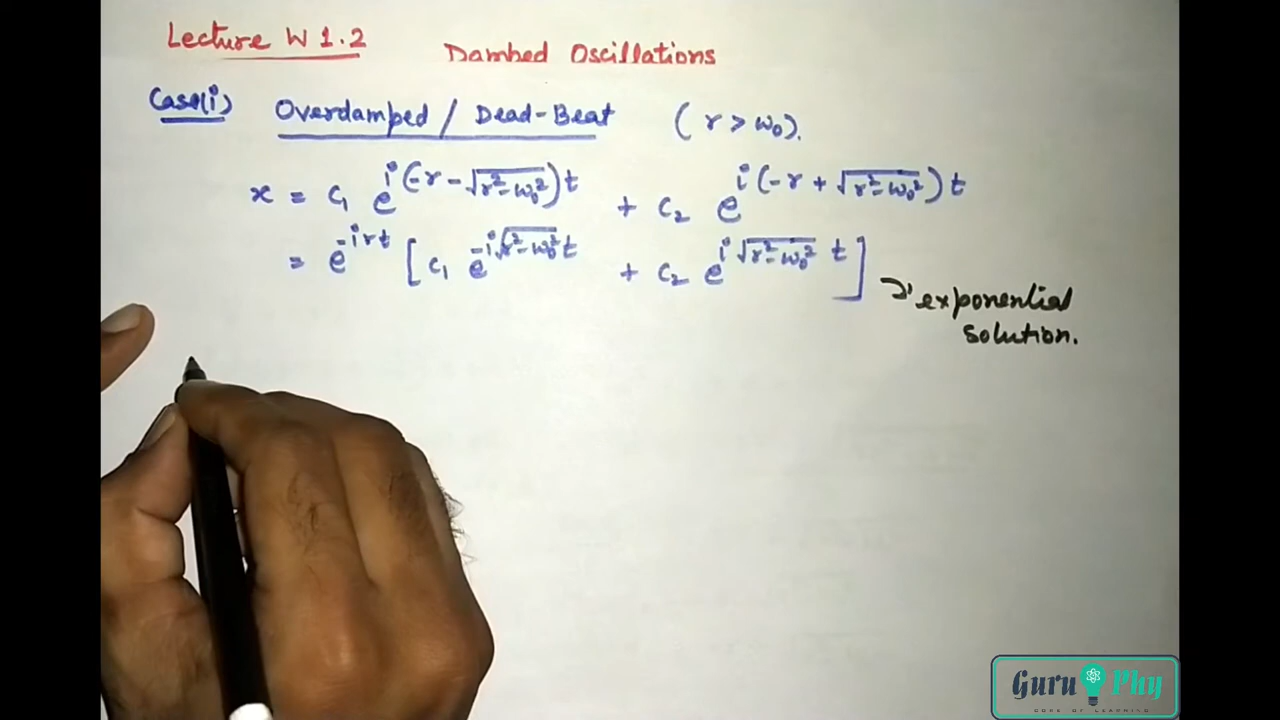 Lecture W 1.2
Dambed Oscillations
Case(i) Overdamped / Dead-Beat (r > ω₀).
x = c₁ e^{i(-r - √(r² - ω₀²))t} + c₂ e^{i(-r + √(r² - ω₀²))t}
= e^{-irt} [c₁ e^{-i√(r² - ω₀²)t} + c₂ e^{i√(r² - ω₀²) t}]
→ exponential
solution.
Guru Phy